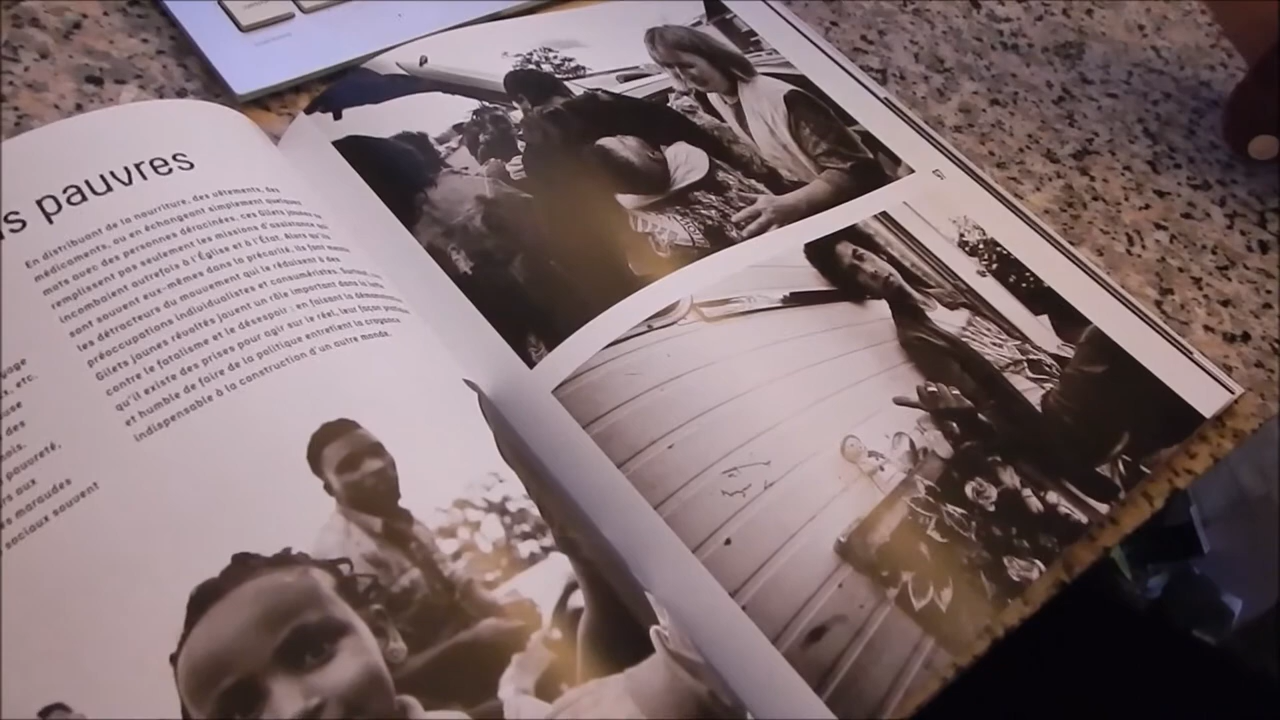 s pauvres
En distribuant de la nourriture, des vêtements, des
médicaments, ou en échangeant simplement quelques
mots avec des personnes déracinées, ces Gilets jaunes ne
remplissent pas seulement les missions d'assistance qui
incombaient autrefois à l'Église et à l'État. Alors qu'ils
sont souvent eux-mêmes dans la précarité, ils font mentir
les détracteurs du mouvement qui le réduisent à des
préoccupations individualistes et consuméristes. Surtout,
Gilets jaunes révoltés jouent un rôle important dans la lutte
contre le fatalisme et le désespoir : en faisant la démonstration
qu'il existe des prises pour agir sur le réel, leur façon
et humble de faire de la politique entretient la croyance
indispensable à la construction d'un autre monde.
etc.
des
pauvreté,
rs aux
s maraudes
sociaux souvent